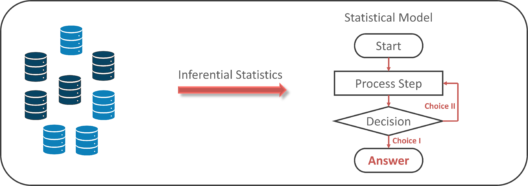 Statistical Model
Start
Inferential Statistics
Process Step
Choice II
Decision
Choice I
Answer